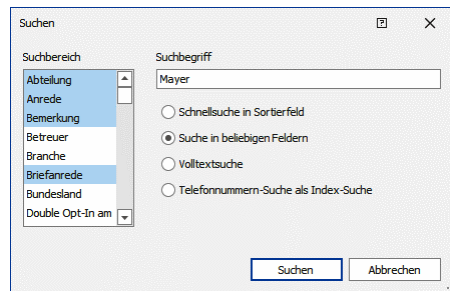 Suchen
Suchbereich
Abteilung
Anrede
Bemerkung
Betreuer
Branche
Briefanrede
Bundesland
Double Opt-In am
Suchbegriff
Mayer
Schnellsuche in Sortierfeld
Suche in beliebigen Feldern
Volltextsuche
Telefonnummern-Suche als Index-Suche
Suchen
Abbrechen